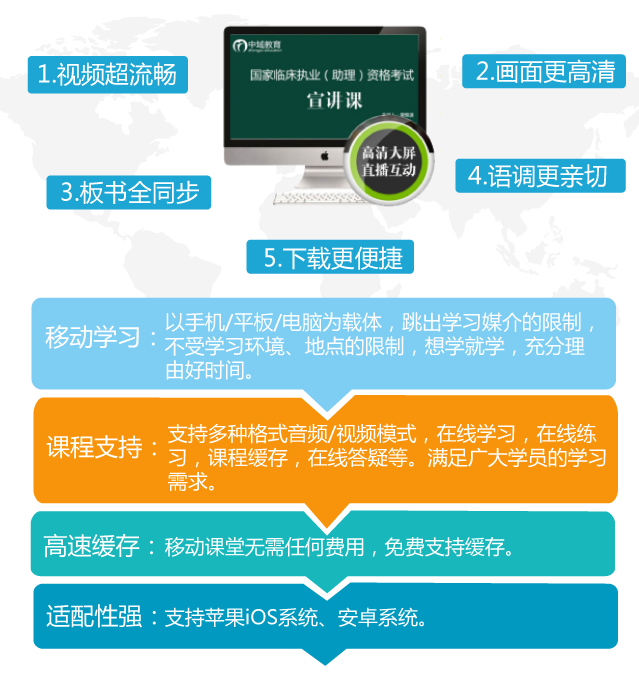 中域教育
国家临床执业（助理）资格考试
宣讲课
高清大屏
直播互动
1.视频超流畅
2.画面更高清
3.板书全同步
4.语调更亲切
5.下载更便捷
移动学习：
以手机/平板/电脑为载体，跳出学习媒介的限制，
不受学习环境、地点的限制，想学就学，充分理
由好时间。
课程支持：
支持多种格式音频/视频模式，在线学习，在线练
习，课程缓存，在线答疑等。满足广大学员的学习
需求。
高速缓存：移动课堂无需任何费用，免费支持缓存。
适配性强：支持苹果iOS系统、安卓系统。